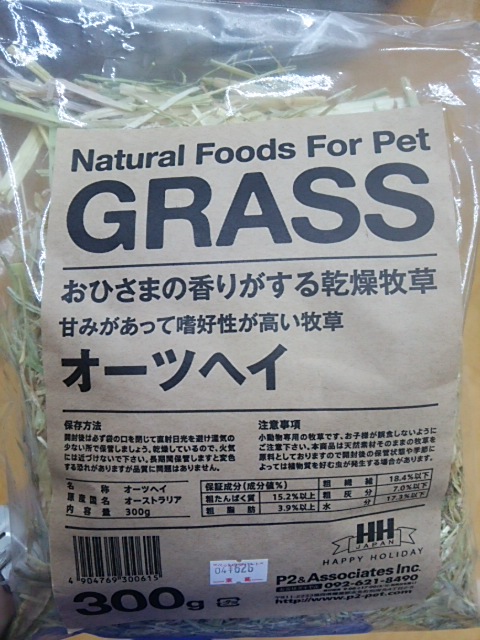 Natural Foods For Pet
GRASS
おひさまの香りがする乾燥牧草
甘みがあって嗜好性が高い牧草
オーツヘイ
保存方法
開封後は必ず袋の口を閉じて直射日光を避け湿気の
少ない所で保管しましょう。乾燥しているので、火気
には近づけないで下さい。長期間保管しますと変色
する恐れがありますが品質に問題はありません。
注意事項
小動物専用の牧草です。お子様が誤食しないように
ご注意下さい。本商品は天然素材そのままの牧草を
原料としておりますので開封後の保管状態や季節に
よっては植物質を好む虫が発生する場合があります。
名 称 オーツヘイ
原産国名 オーストラリア
内 容 量 300g
保証成分(成分値%)
粗たんぱく質 15.2%以上
粗 脂 肪 3.9%以上
粗 繊 維 18.4%以下
粗 灰 分 7.0%以下
水 分 17.3%以下
HH
JAPAN
HAPPY HOLIDAY
4904769300615
041626
300g
P2&Associates Inc.
092-621-8490
http://www.p2-pet.com